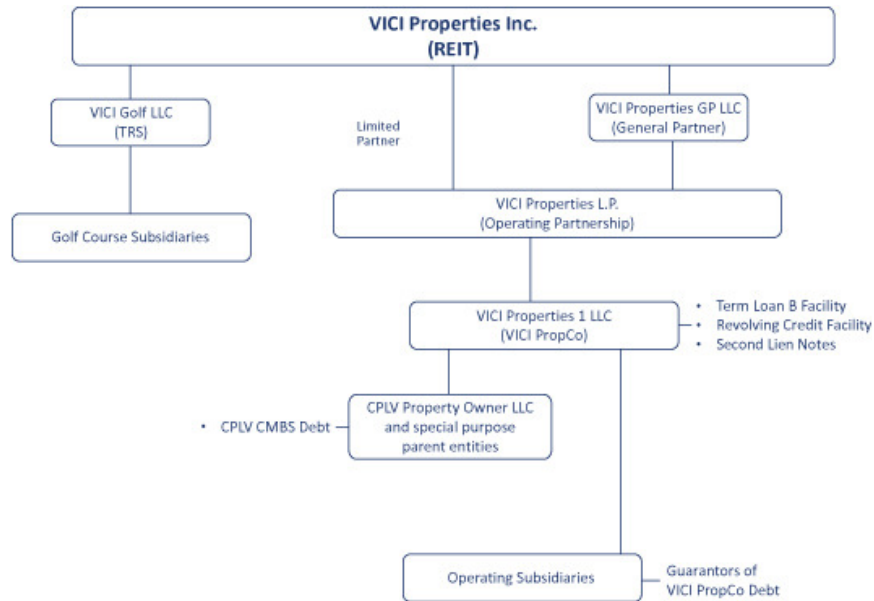 VICI Properties Inc.
(REIT)
VICI Golf LLC
(TRS)
Limited
Partner
VICI Properties GP LLC
(General Partner)
Golf Course Subsidiaries
VICI Properties L.P.
(Operating Partnership)
VICI Properties 1 LLC
(VICI PropCo)
• Term Loan B Facility
• Revolving Credit Facility
• Second Lien Notes
• CPLV CMBS Debt
CPLV Property Owner LLC
and special purpose
parent entities
Operating Subsidiaries
Guarantors of
VICI PropCo Debt